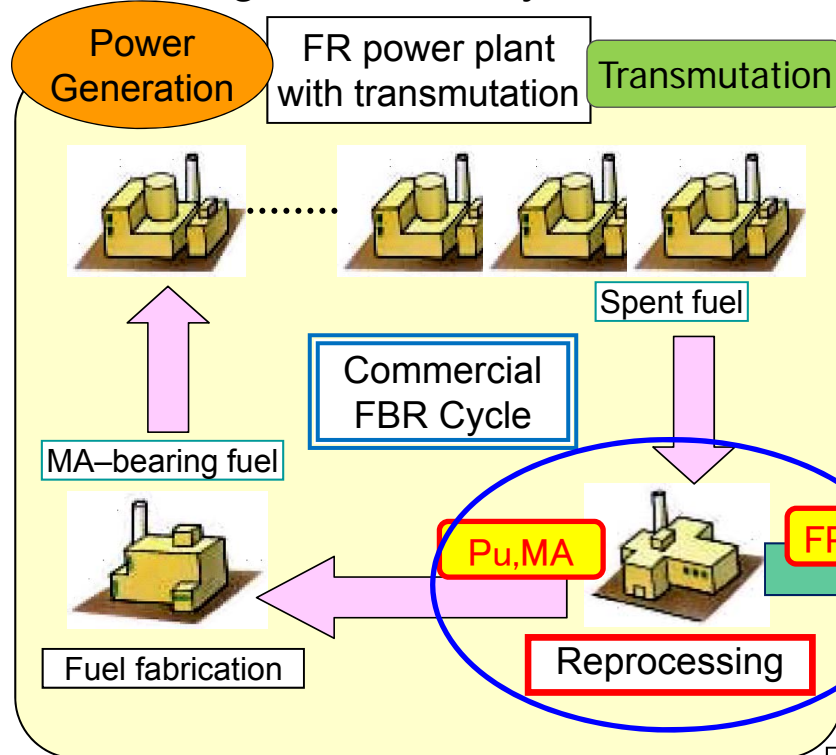 Power
Generation
FR power plant
with transmutation
Transmutation
Spent fuel
Commercial
FBR Cycle
MA–bearing fuel
Pu,MA
Fuel fabrication
Reprocessing